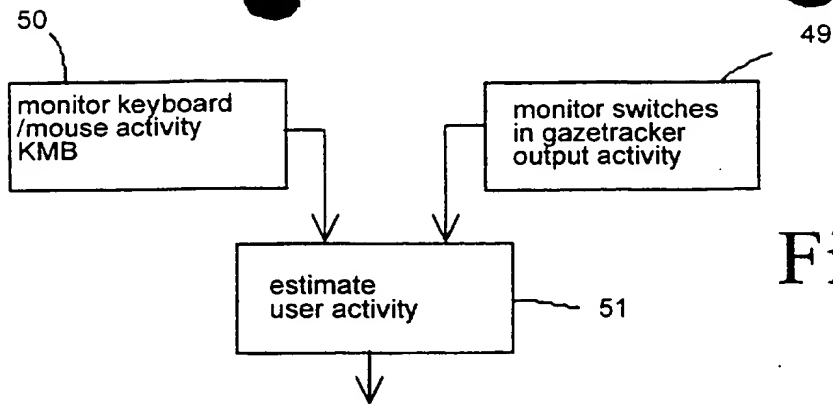 50
49
monitor keyboard
/mouse activity
KMB
monitor switches
in gazetracker
output activity
estimate
user activity
51